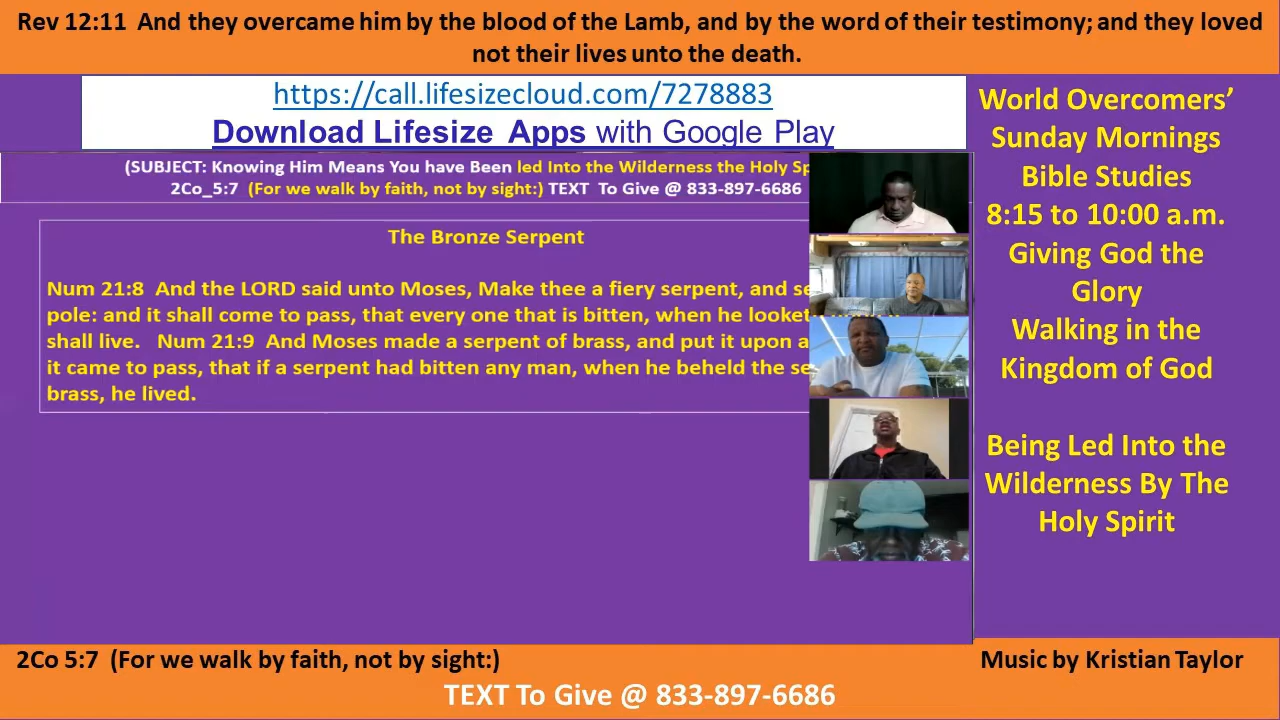 Rev 12:11 And they overcame him by the blood of the Lamb, and by the word of their testimony; and they loved
not their lives unto the death.
https://call.lifesizecloud.com/7278883
Download Lifesize Apps with Google Play
(SUBJECT: Knowing Him Means You have Been led Into the Wilderness the Holy Sp
2Co_5:7 (For we walk by faith, not by sight:) TEXT To Give @ 833-897-6686
The Bronze Serpent
Num 21:8 And the LORD said unto Moses, Make thee a fiery serpent, and se
pole: and it shall come to pass, that every one that is bitten, when he looket
shall live. Num 21:9 And Moses made a serpent of brass, and put it upon a
it came to pass, that if a serpent had bitten any man, when he beheld the se
brass, he lived.
World Overcomers’
Sunday Mornings
Bible Studies
8:15 to 10:00 a.m.
Giving God the
Glory
Walking in the
Kingdom of God
Being Led Into the
Wilderness By The
Holy Spirit
2Co 5:7 (For we walk by faith, not by sight:)
Music by Kristian Taylor
TEXT To Give @ 833-897-6686